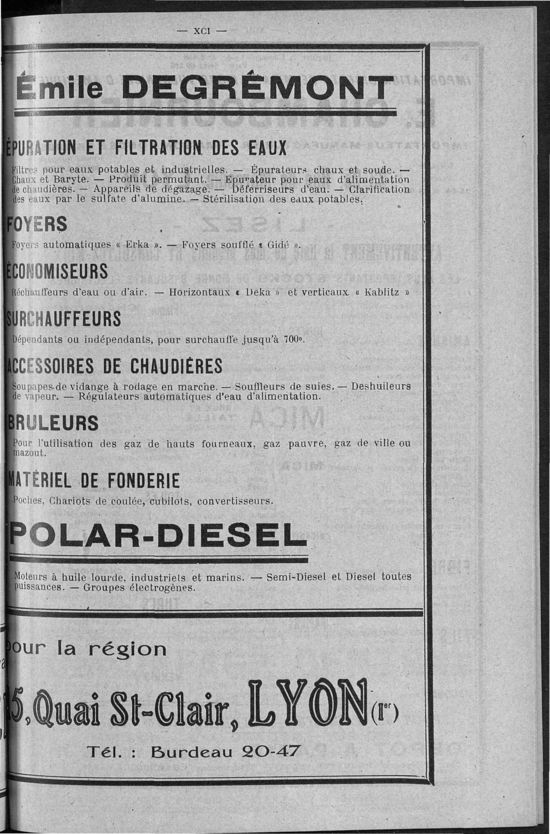 — XCI —
Émile DEGRÉMONT
ÉPURATION ET FILTRATION DES EAUX
Filtres pour eaux potables et industrielles. — Épurateurs chaux et soude. —
Chaux et Baryte. — Produit permutant. — Epurateur pour eaux d'alimentation
de chaudières. — Appareils de dégazage. — Déferriseurs d'eau. — Clarification
des eaux par le sulfate d'alumine. — Stérilisation des eaux potables.
FOYERS
Foyers automatiques « Erka ». — Foyers soufflé « Gidé ».
ÉCONOMISEURS
Réchauffeurs d'eau ou d'air. — Horizontaux « Deka » et verticaux « Kablitz »
SURCHAUFFEURS
Dépendants ou indépendants, pour surchauffe jusqu'à 700°.
ACCESSOIRES DE CHAUDIÈRES
Soupapes de vidange à rodage en marche. — Souffleurs de suies. — Deshuileurs
de vapeur. — Régulateurs automatiques d'eau d'alimentation.
BRULEURS
Pour l'utilisation des gaz de hauts fourneaux, gaz pauvre, gaz de ville ou
mazout.
MATÉRIEL DE FONDERIE
Poches, Chariots de coulée, cubilots, convertisseurs.
POLAR-DIESEL
Moteurs à huile lourde, industriels et marins. — Semi-Diesel et Diesel toutes
puissances. — Groupes électrogènes.
pour la région
5, Quai St-Clair, LYON (1er)
Tél. : Burdeau 20-47